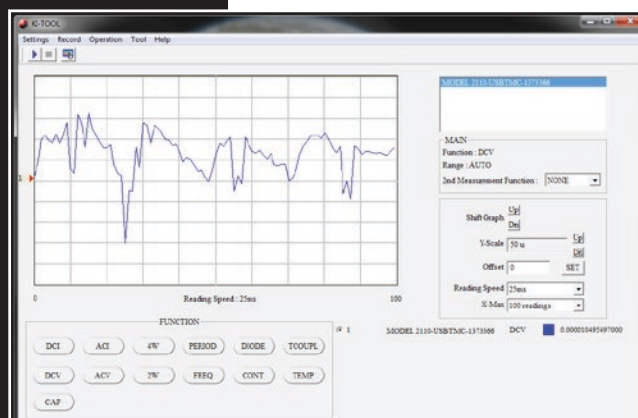 KI-TOOL
Settings Record Operation Tool Help
MODEL 2110-USBTMC-1373366
MAIN
Function : DCV
Range : AUTO
2nd Measurement Function : NONE
1
Shift Graph Up
Dn
Y-Scale 50 u Up
Dn
Offset 0 SET
Reading Speed 25ms
X-Max 100 readings
0 Reading Speed : 25ms 100
FUNCTION
1 MODEL 2110-USBTMC-1373366 DCV 0.000010495497000
DCI ACI 4W PERIOD DIODE TCOUPL
DCV ACV 2W FREQ CONT TEMP
CAP